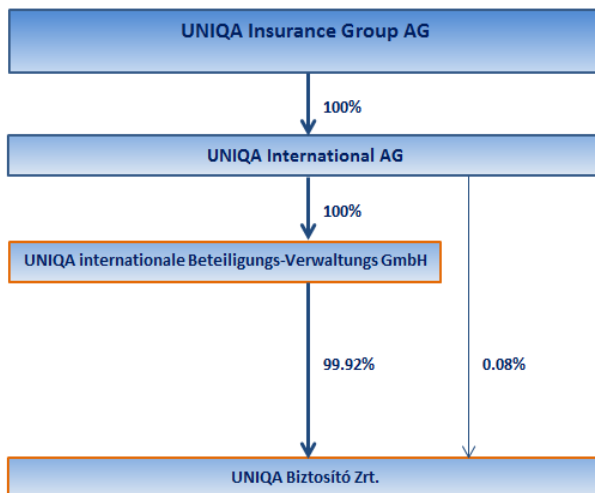 UNIQA Insurance Group AG
100%
UNIQA International AG
100%
UNIQA internationale Beteiligungs-Verwaltungs GmbH
99.92%
0.08%
UNIQA Biztosító Zrt.